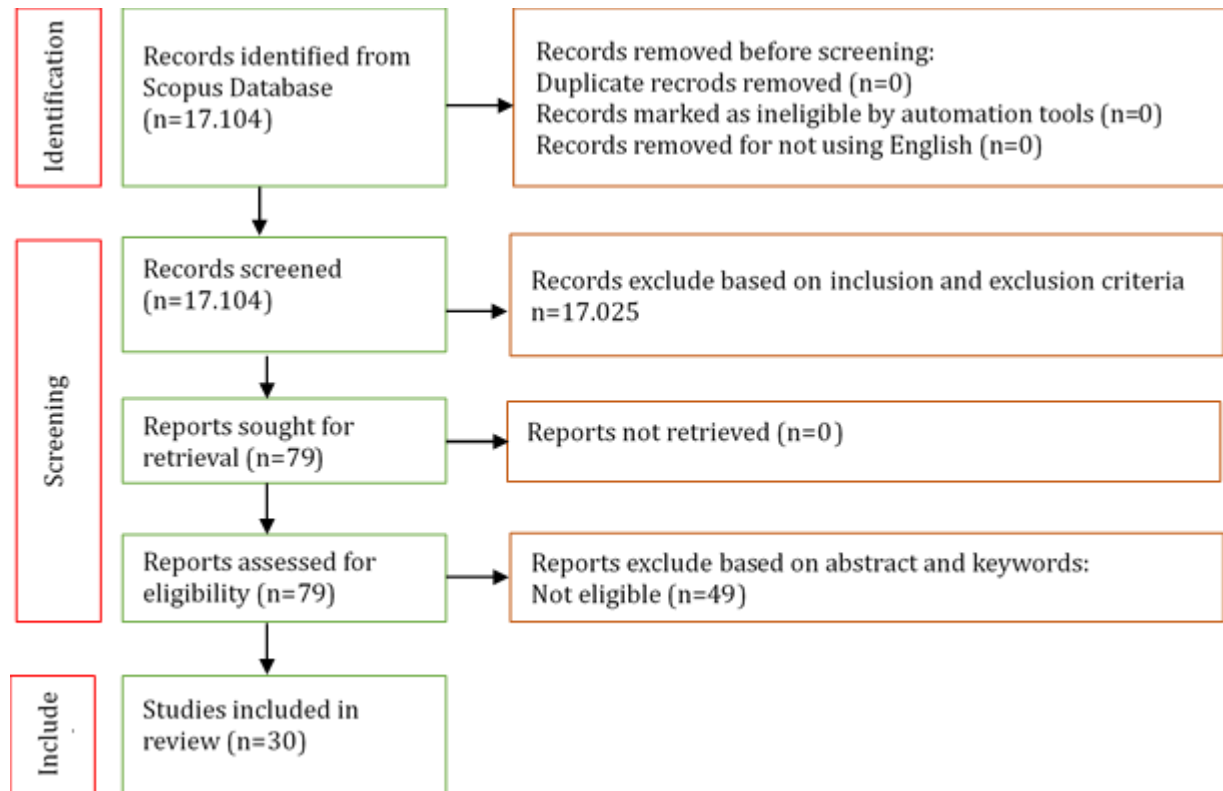 Identification
Records identified from
Scopus Database
(n=17.104)
Records removed before screening:
Duplicate recrods removed (n=0)
Records marked as ineligible by automation tools (n=0)
Records removed for not using English (n=0)
Screening
Records screened
(n=17.104)
Records exclude based on inclusion and exclusion criteria
n=17.025
Reports sought for
retrieval (n=79)
Reports not retrieved (n=0)
Reports assessed for
eligibility (n=79)
Reports exclude based on abstract and keywords:
Not eligible (n=49)
Include
Studies included in
review (n=30)